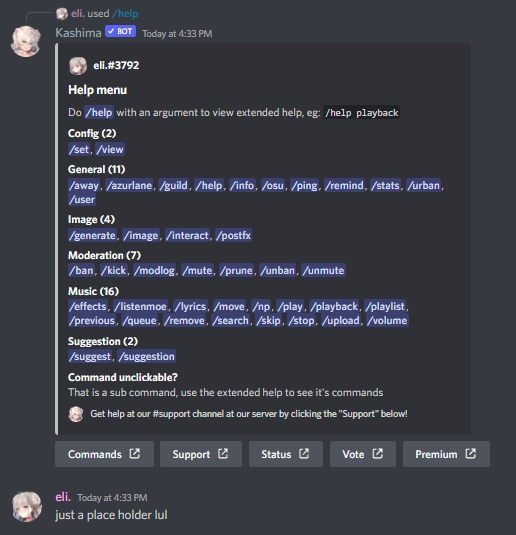 eli. used /help
Kashima ✓ BOT Today at 4:33 PM
eli.#3792
Help menu
Do /help with an argument to view extended help, eg: /help playback
Config (2)
/set, /view
General (11)
/away, /azurlane, /guild, /help, /info, /osu, /ping, /remind, /stats, /urban,
/user
Image (4)
/generate, /image, /interact, /postfx
Moderation (7)
/ban, /kick, /modlog, /mute, /prune, /unban, /unmute
Music (16)
/effects, /listenmoe, /lyrics, /move, /np, /play, /playback, /playlist,
/previous, /queue, /remove, /search, /skip, /stop, /upload, /volume
Suggestion (2)
/suggest, /suggestion
Command unclickable?
That is a sub command, use the extended help to see it's commands
Get help at our #support channel at our server by clicking the "Support" below!
Commands Support Status Vote Premium
eli. Today at 4:33 PM
just a place holder lul